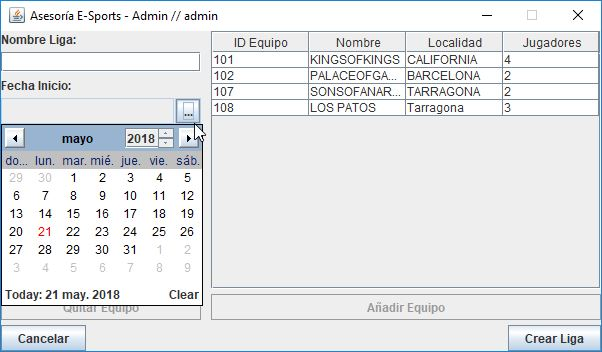 Asesoría E-Sports - Admin // admin
Nombre Liga:
Fecha Inicio:
...
mayo 2018
do... lun. mar. mié. jue. vie. sáb.
29 30 1 2 3 4 5
6 7 8 9 10 11 12
13 14 15 16 17 18 19
20 21 22 23 24 25 26
27 28 29 30 31 1 2
3 4 5 6 7 8 9
Today: 21 may. 2018 Clear
Quitar Equipo
Cancelar
ID Equipo Nombre Localidad Jugadores
101 KINGSOFKINGS CALIFORNIA 4
102 PALACEOFGA... BARCELONA 2
107 SONSOFANAR... TARRAGONA 2
108 LOS PATOS Tarragona 3
Añadir Equipo
Crear Liga